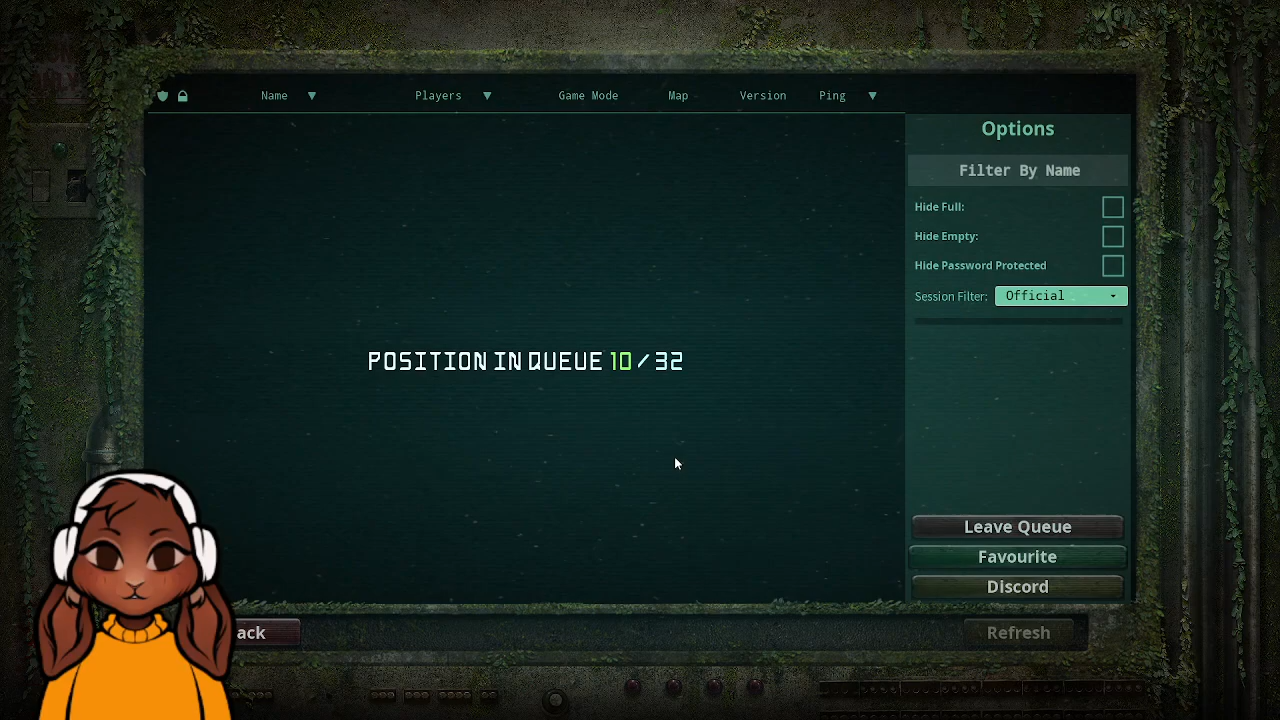 Name Players Game Mode Map Version Ping
Options
Filter By Name
Hide Full:
Hide Empty:
Hide Password Protected
Session Filter: Official
POSITION IN QUEUE 10/32
Leave Queue
Favourite
Discord
ack
Refresh